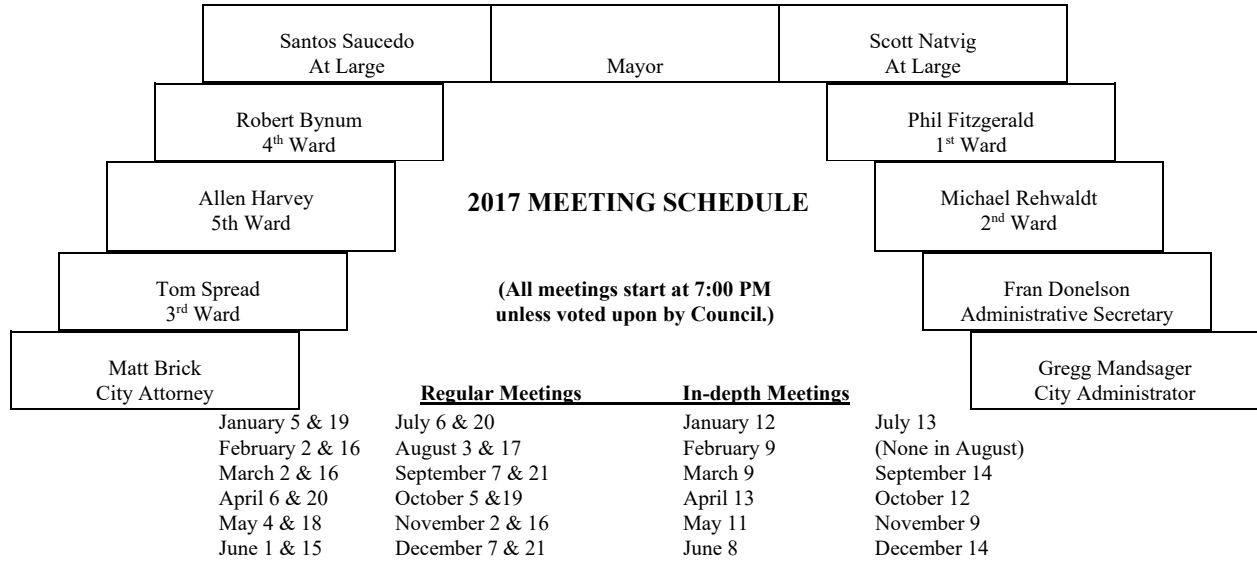 Santos Saucedo
At Large
Mayor
Scott Natvig
At Large
Robert Bynum
4th Ward
Phil Fitzgerald
1st Ward
Allen Harvey
5th Ward
2017 MEETING SCHEDULE
Michael Rehwaldt
2nd Ward
Tom Spread
3rd Ward
(All meetings start at 7:00 PM
unless voted upon by Council.)
Fran Donelson
Administrative Secretary
Matt Brick
City Attorney
Gregg Mandsager
City Administrator
Regular Meetings In-depth Meetings
January 5 & 19 July 6 & 20 January 12 July 13
February 2 & 16 August 3 & 17 February 9 (None in August)
March 2 & 16 September 7 & 21 March 9 September 14
April 6 & 20 October 5 &19 April 13 October 12
May 4 & 18 November 2 & 16 May 11 November 9
June 1 & 15 December 7 & 21 June 8 December 14